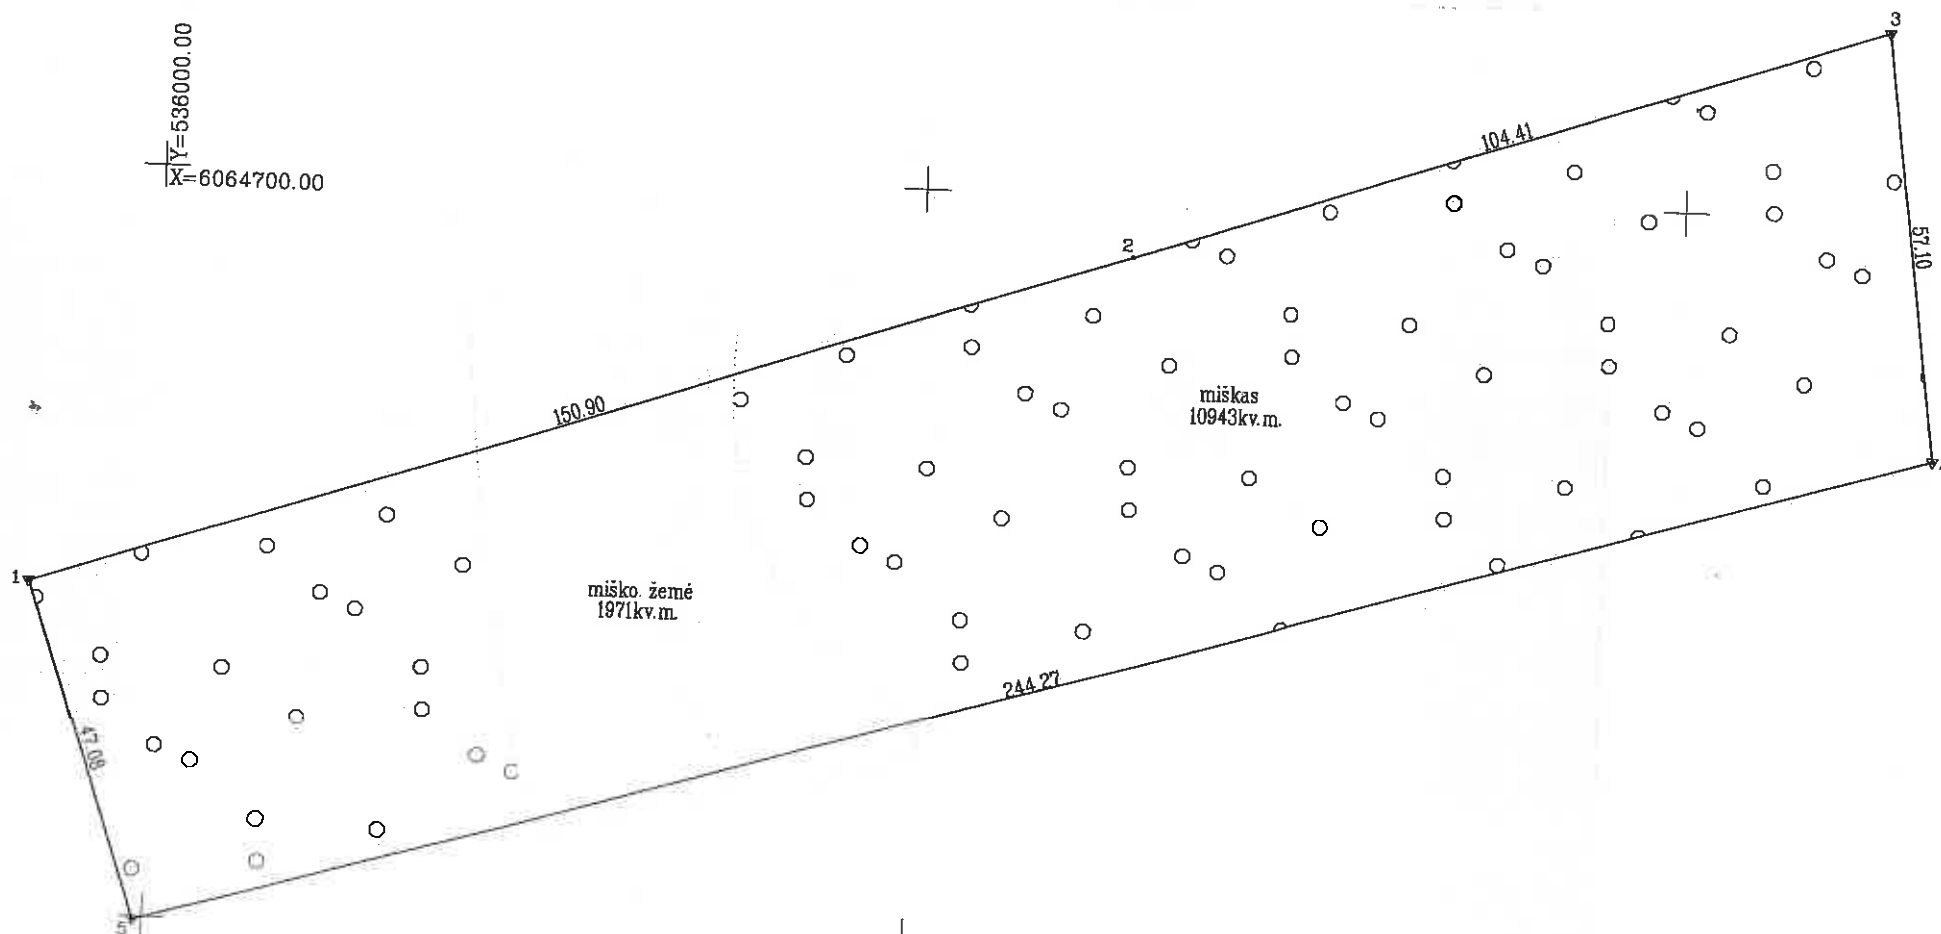 3
Y=536000.00
X=6064700.00
104.41
2
57.10
150.90
miškas
10943kv.m.
1
miško. žemė
1971kv.m.
244.27
47.08
5